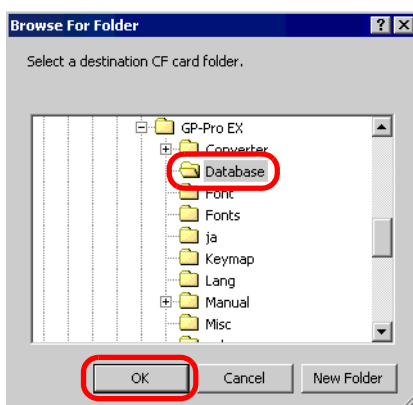 Browse For Folder
Select a destination CF card folder.
GP-Pro EX
Converter
Database
Font
Fonts
ja
Keymap
Lang
Manual
Misc
OK Cancel New Folder